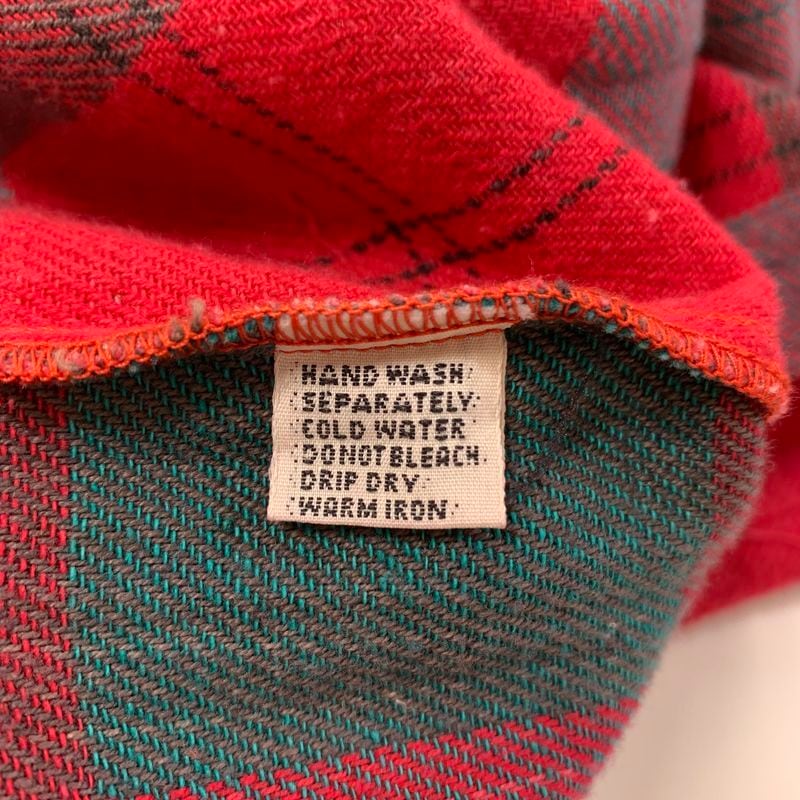 HAND WASH
SEPARATELY
COLD WATER
DO NOT BLEACH
DRIP DRY
WARM IRON